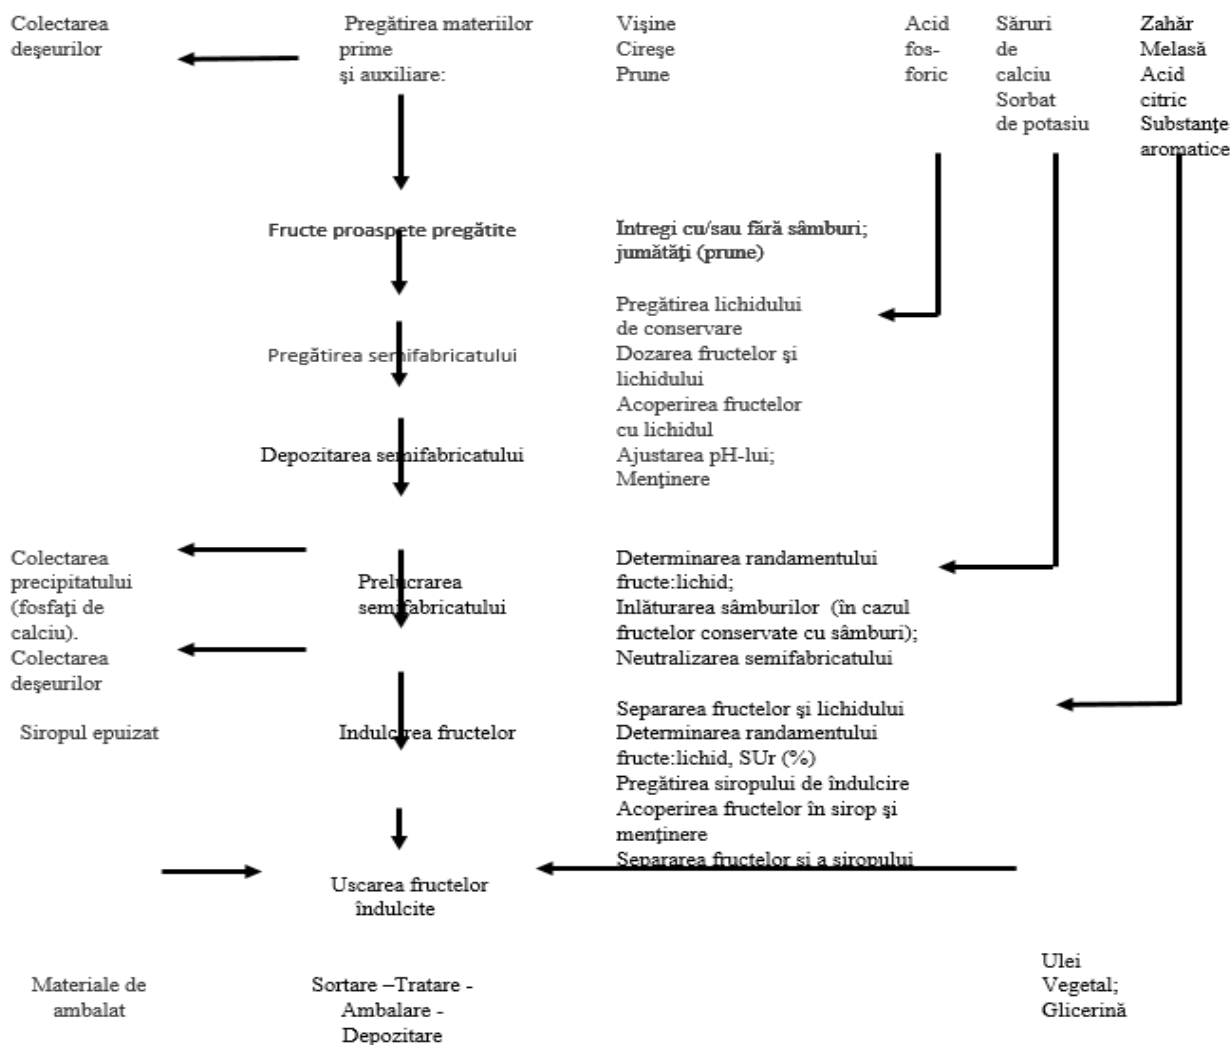 Colectarea
deşeurilor
Pregătirea materiilor
prime
şi auxiliare:
Vişine
Cireşe
Prune
Acid
fos-
foric
Săruri
de
calciu
Sorbat
de potasiu
Zahăr
Melasă
Acid
citric
Substanţe
aromatice
Fructe proaspete pregătite
Intregi cu/sau fără sâmburi;
jumătăţi (prune)
Pregătirea semifabricatului
Pregătirea lichidului
de conservare
Dozarea fructelor şi
lichidului
Acoperirea fructelor
cu lichidul
Ajustarea pH-lui;
Menţinere
Depozitarea semifabricatului
Colectarea
precipitatului
(fosfaţi de
calciu).
Colectarea
deşeurilor
Prelucrarea
semifabricatului
Determinarea randamentului
fructe:lichid;
Inlăturarea sâmburilor (în cazul
fructelor conservate cu sâmburi);
Neutralizarea semifabricatului
Siropul epuizat
Indulcirea fructelor
Separarea fructelor şi lichidului
Determinarea randamentului
fructe:lichid, SUr (%)
Pregătirea siropului de îndulcire
Acoperirea fructelor în sirop şi
menţinere
Separarea fructelor si a siropului
Uscarea fructelor
îndulcite
Materiale de
ambalat
Sortare –Tratare -
Ambalare -
Depozitare
Ulei
Vegetal;
Glicerină